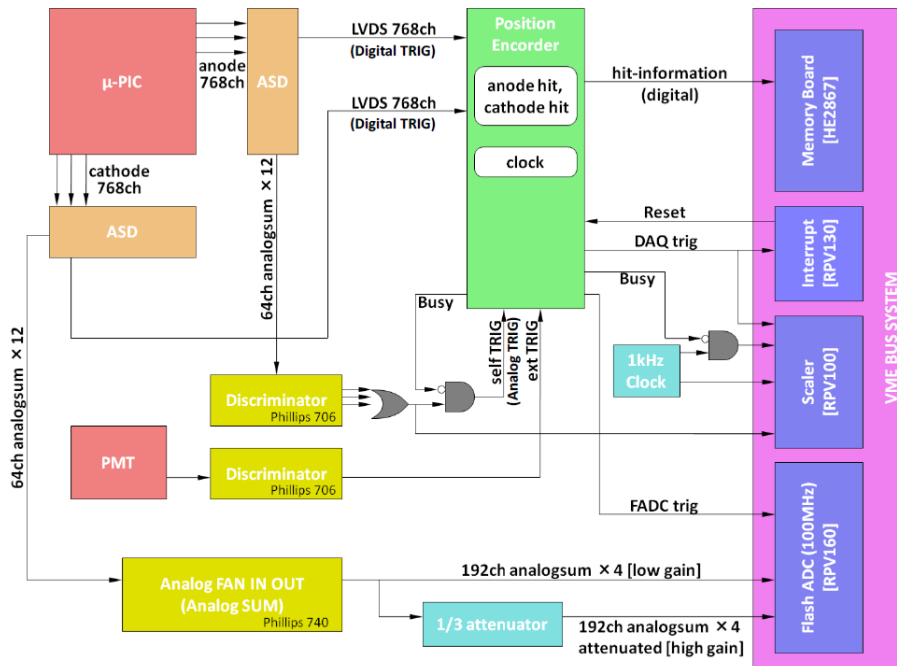 μ-PIC
anode
768ch
ASD
LVDS 768ch
(Digital TRIG)
LVDS 768ch
(Digital TRIG)
Position
Encorder
anode hit,
cathode hit
clock
hit-information
(digital)
Memory Board
[HE2867]
cathode
768ch
ASD
64ch analogsum ×12
64ch analogsum ×12
Reset
DAQ trig
Busy
Interrupt
[RPV130]
Busy
self TRIG
(Analog TRIG)
ext TRIG
1kHz
Clock
Scaler
[RPV100]
VME BUS SYSTEM
Discriminator
Phillips 706
PMT
Discriminator
Phillips 706
FADC trig
Flash ADC (100MHz)
[RPV160]
Analog FAN IN OUT
(Analog SUM)
Phillips 740
192ch analogsum ×4 [low gain]
1/3 attenuator
192ch analogsum ×4
attenuated [high gain]